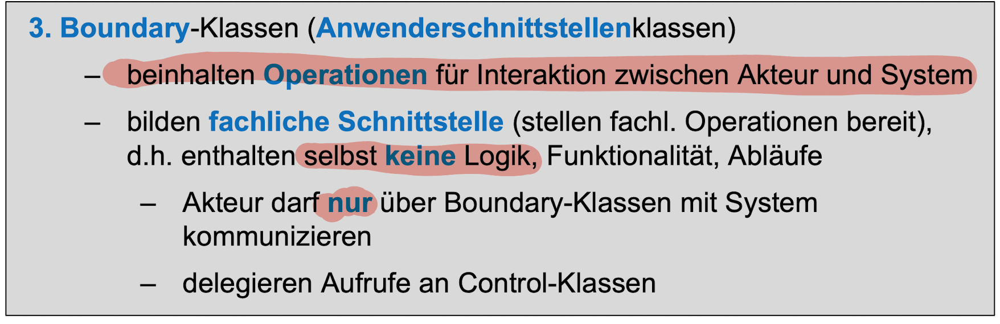 3. Boundary-Klassen (Anwenderschnittstellenklassen)
– beinhalten Operationen für Interaktion zwischen Akteur und System
– bilden fachliche Schnittstelle (stellen fachl. Operationen bereit),
d.h. enthalten selbst keine Logik, Funktionalität, Abläufe
– Akteur darf nur über Boundary-Klassen mit System
kommunizieren
– delegieren Aufrufe an Control-Klassen